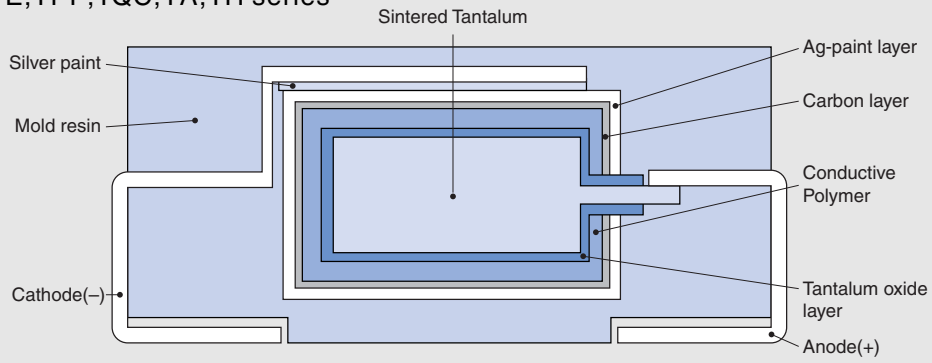 Sintered Tantalum
Silver paint
Ag-paint layer
Carbon layer
Mold resin
Conductive
Polymer
Cathode(–)
Tantalum oxide
layer
Anode(+)